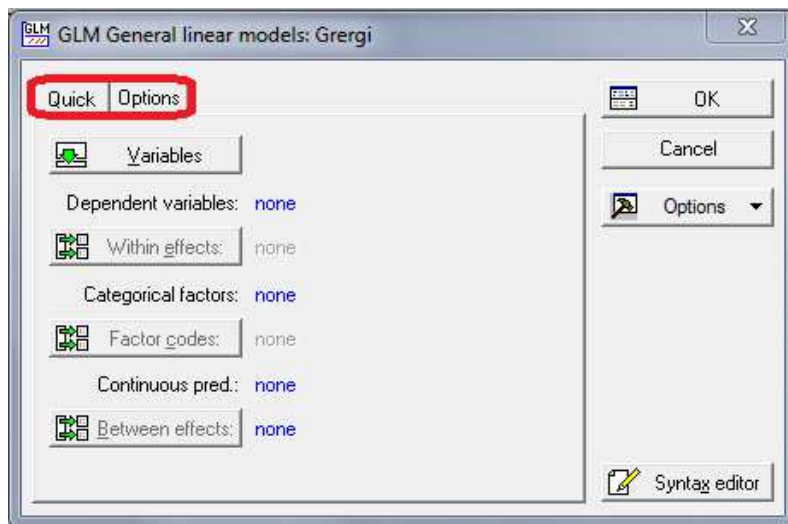 GLM GLM General linear models: Grergi
Quick Options
OK
Variables
Cancel
Dependent variables: none
Options
Within effects: none
Categorical factors: none
Factor codes: none
Continuous pred.: none
Between effects: none
Syntax editor